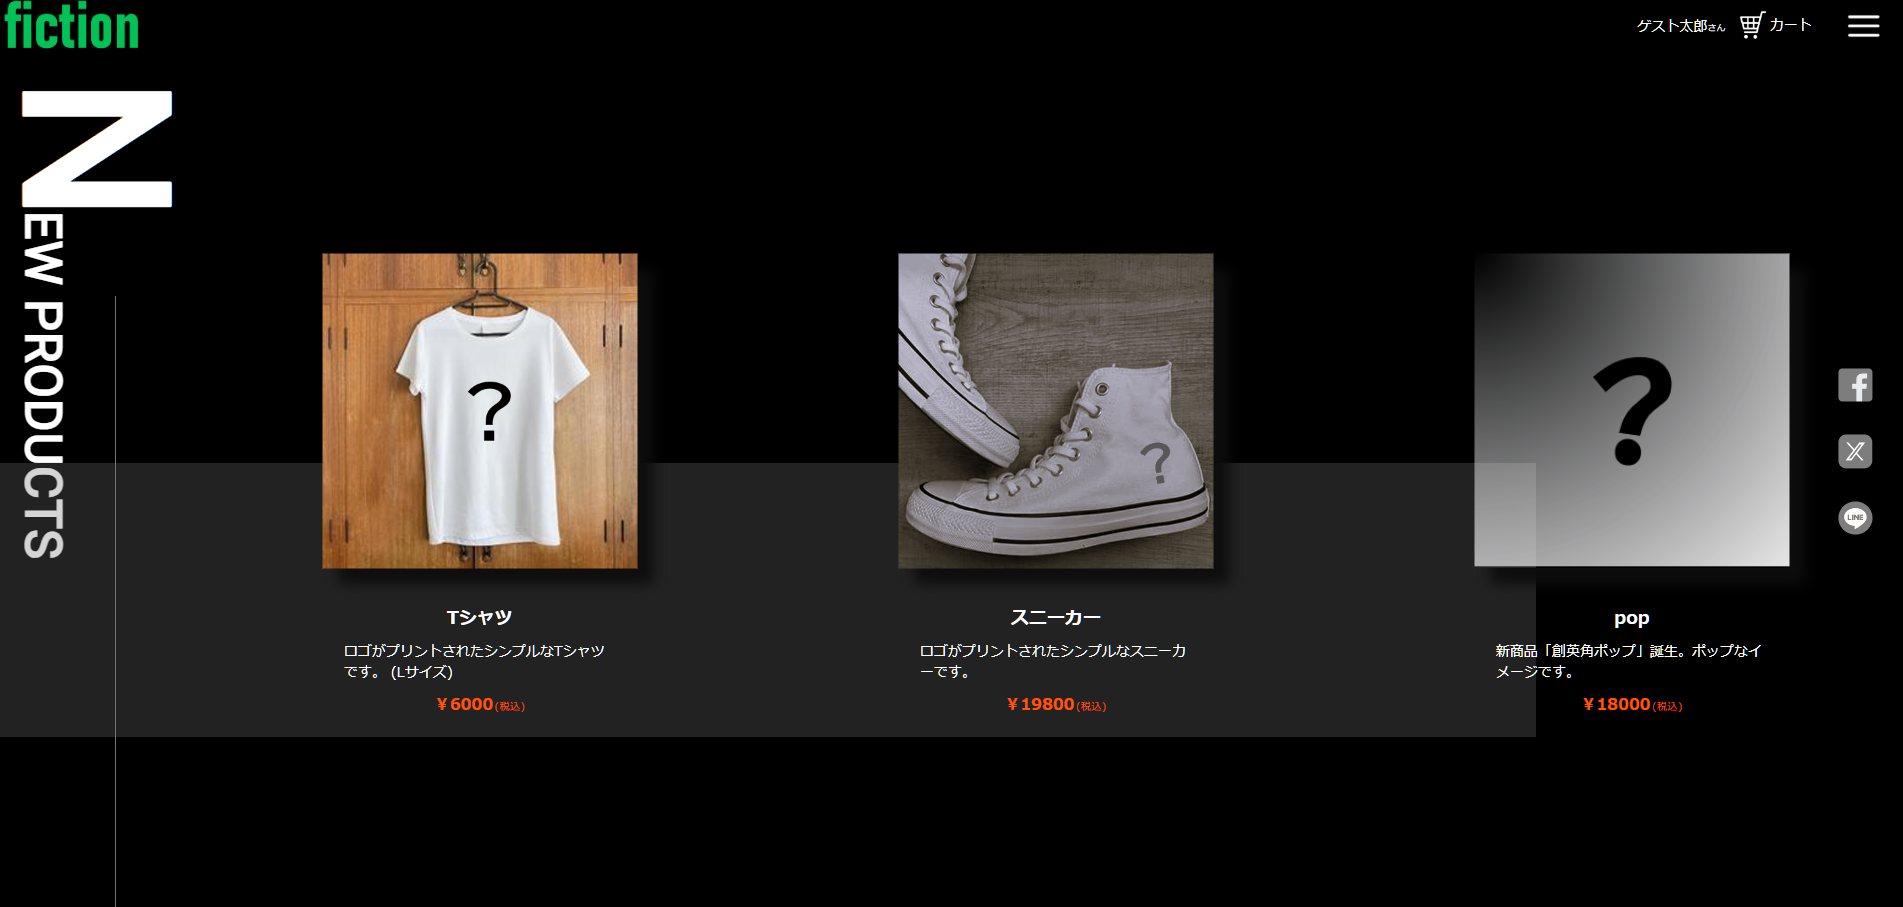 fiction
ゲスト太郎さん
カート
NEW PRODUCTS
?
?
?
LINE
Tシャツ
ロゴがプリントされたシンプルなTシャツ
です。 (Lサイズ)
￥6000(税込)
スニーカー
ロゴがプリントされたシンプルなスニーカ
ーです。
￥19800(税込)
pop
新商品「創英角ポップ」誕生。ポップなイ
メージです。
￥18000(税込)